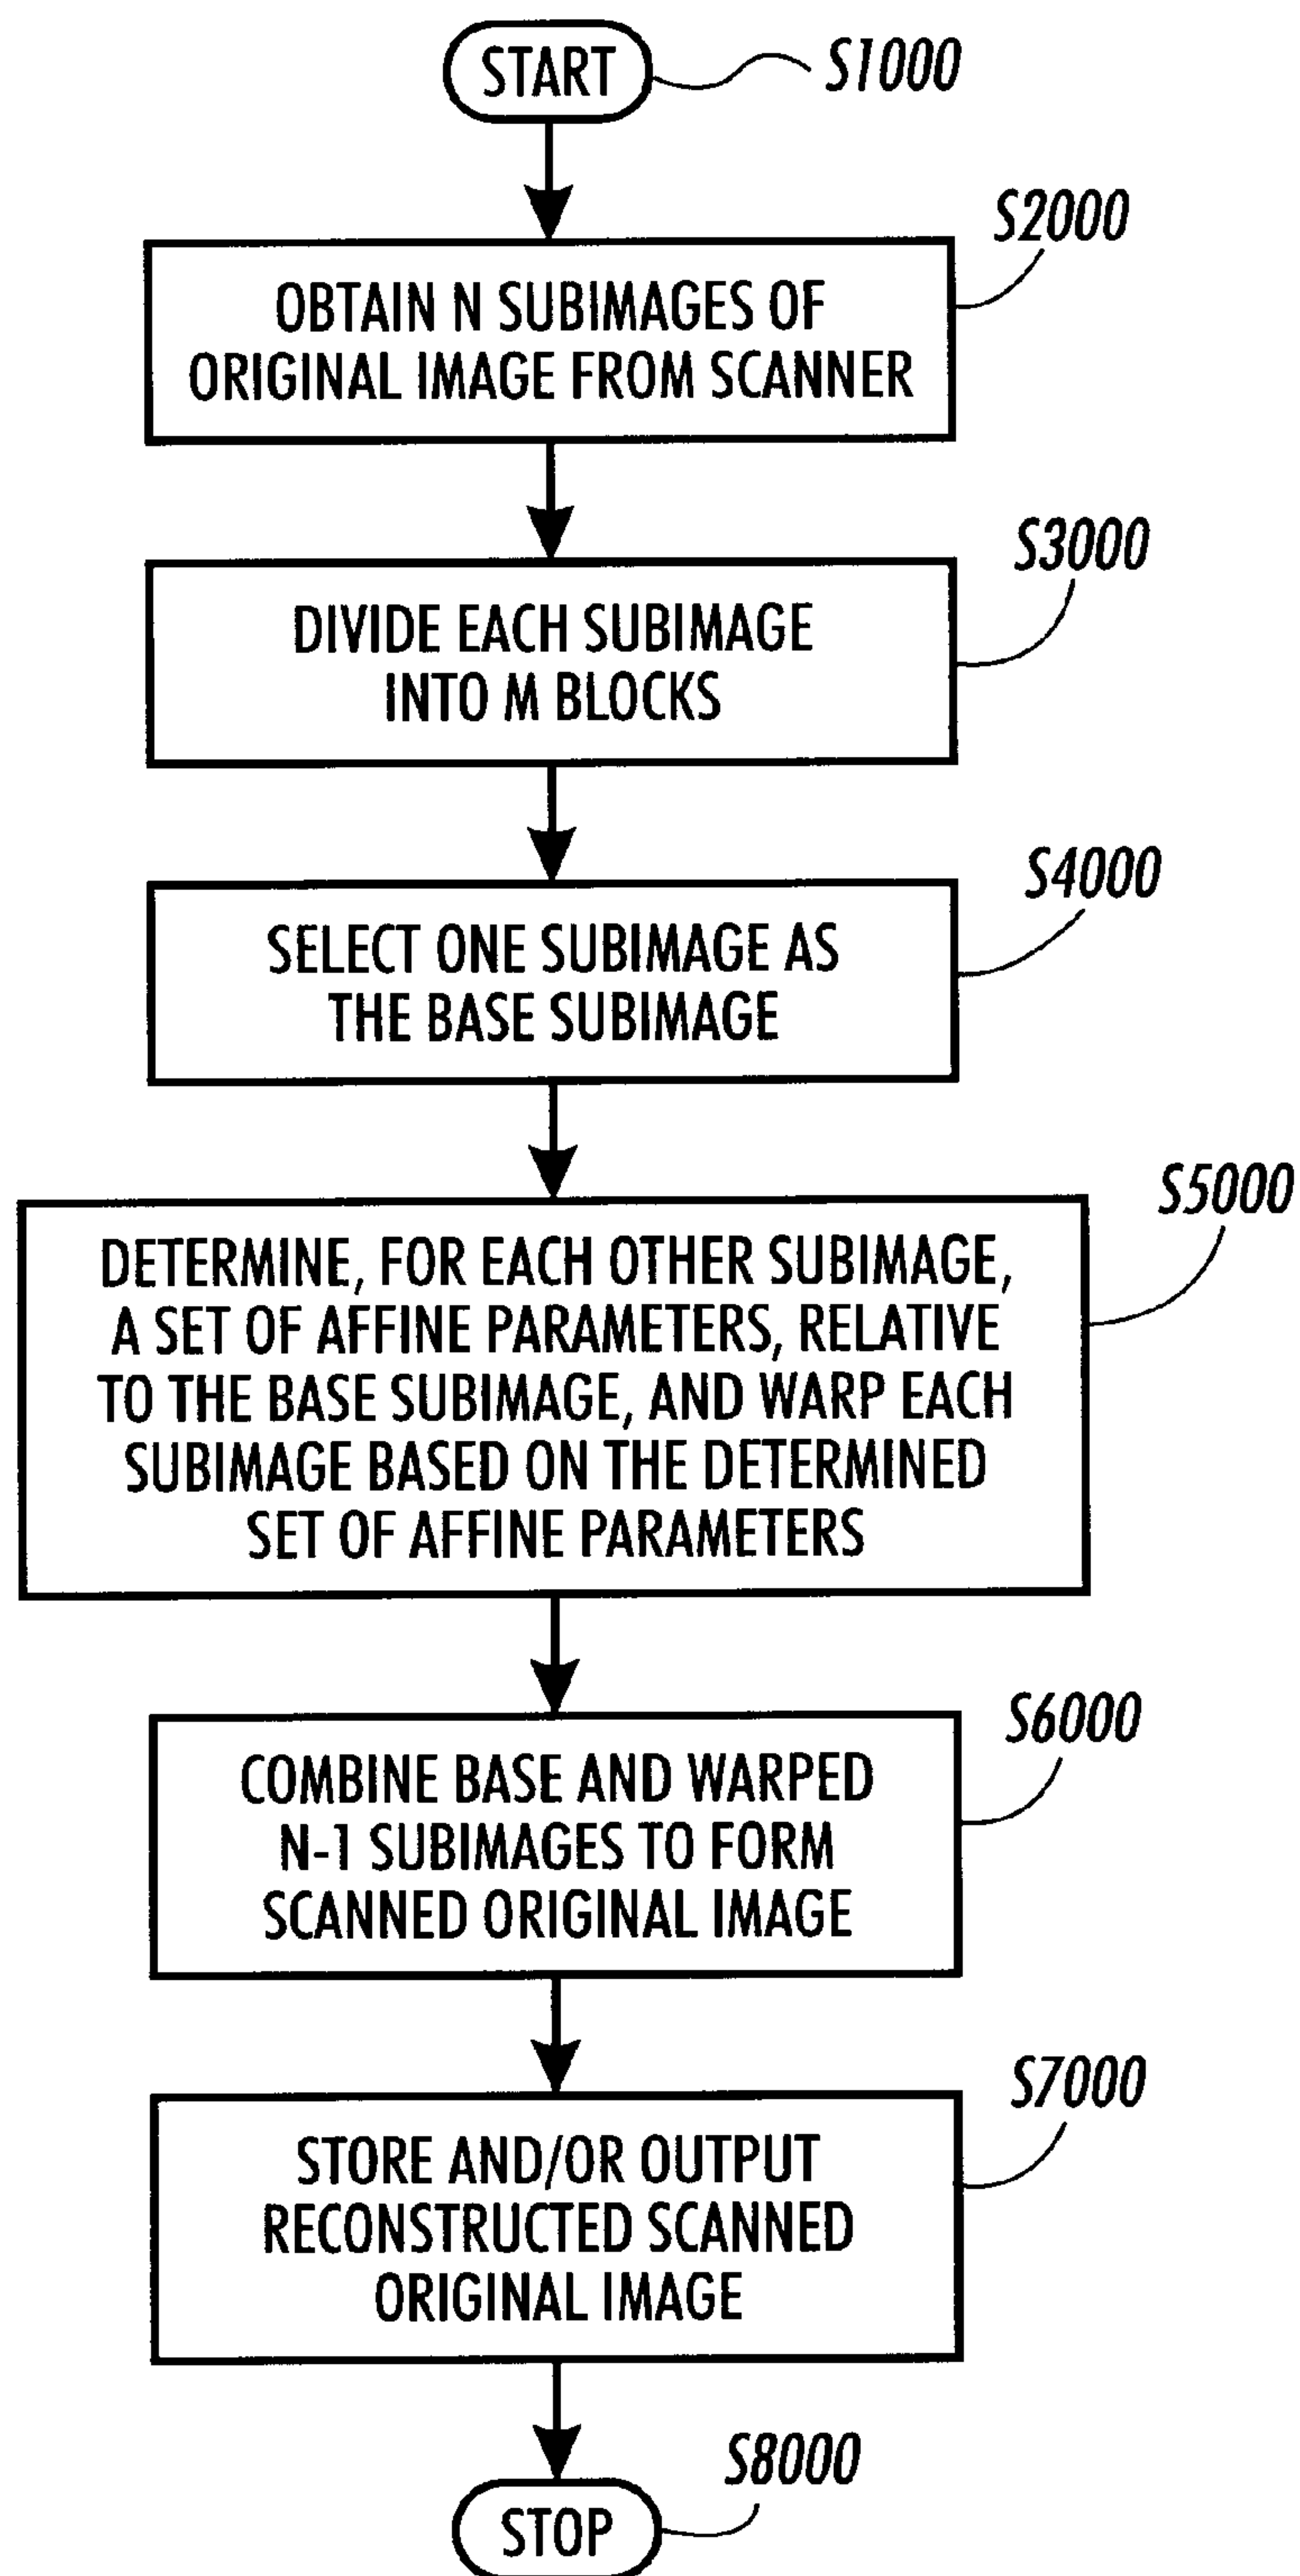 START
S1000
S2000
OBTAIN N SUBIMAGES OF
ORIGINAL IMAGE FROM SCANNER
S3000
DIVIDE EACH SUBIMAGE
INTO M BLOCKS
S4000
SELECT ONE SUBIMAGE AS
THE BASE SUBIMAGE
S5000
DETERMINE, FOR EACH OTHER SUBIMAGE,
A SET OF AFFINE PARAMETERS, RELATIVE
TO THE BASE SUBIMAGE, AND WARP EACH
SUBIMAGE BASED ON THE DETERMINED
SET OF AFFINE PARAMETERS
S6000
COMBINE BASE AND WARPED
N-1 SUBIMAGES TO FORM
SCANNED ORIGINAL IMAGE
S7000
STORE AND/OR OUTPUT
RECONSTRUCTED SCANNED
ORIGINAL IMAGE
S8000
STOP